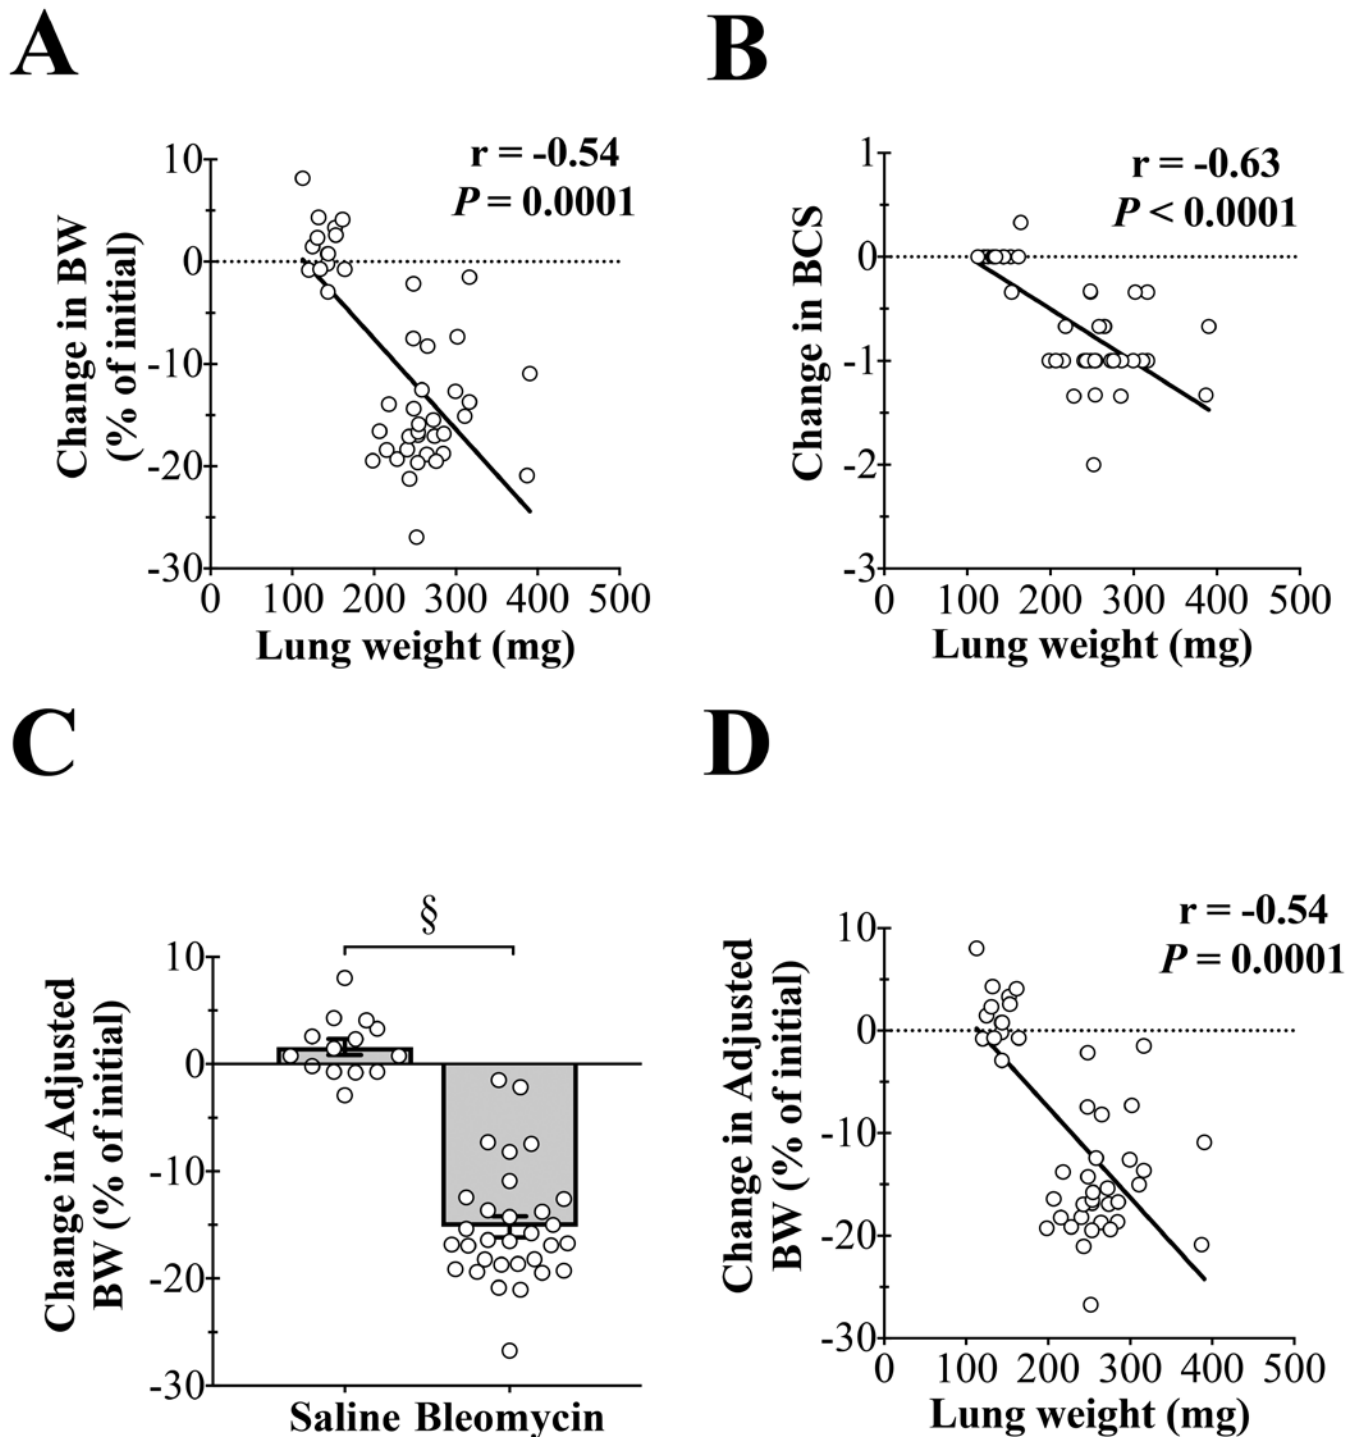 A
r = -0.54
P = 0.0001
Change in BW
(% of initial)
10
0
-10
-20
-30
0 100 200 300 400 500
Lung weight (mg)
B
r = -0.63
P < 0.0001
Change in BCS
1
0
-1
-2
-3
0 100 200 300 400 500
Lung weight (mg)
C
§
Change in Adjusted
BW (% of initial)
10
0
-10
-20
-30
Saline Bleomycin
D
r = -0.54
P = 0.0001
Change in Adjusted
BW (% of initial)
10
0
-10
-20
-30
0 100 200 300 400 500
Lung weight (mg)